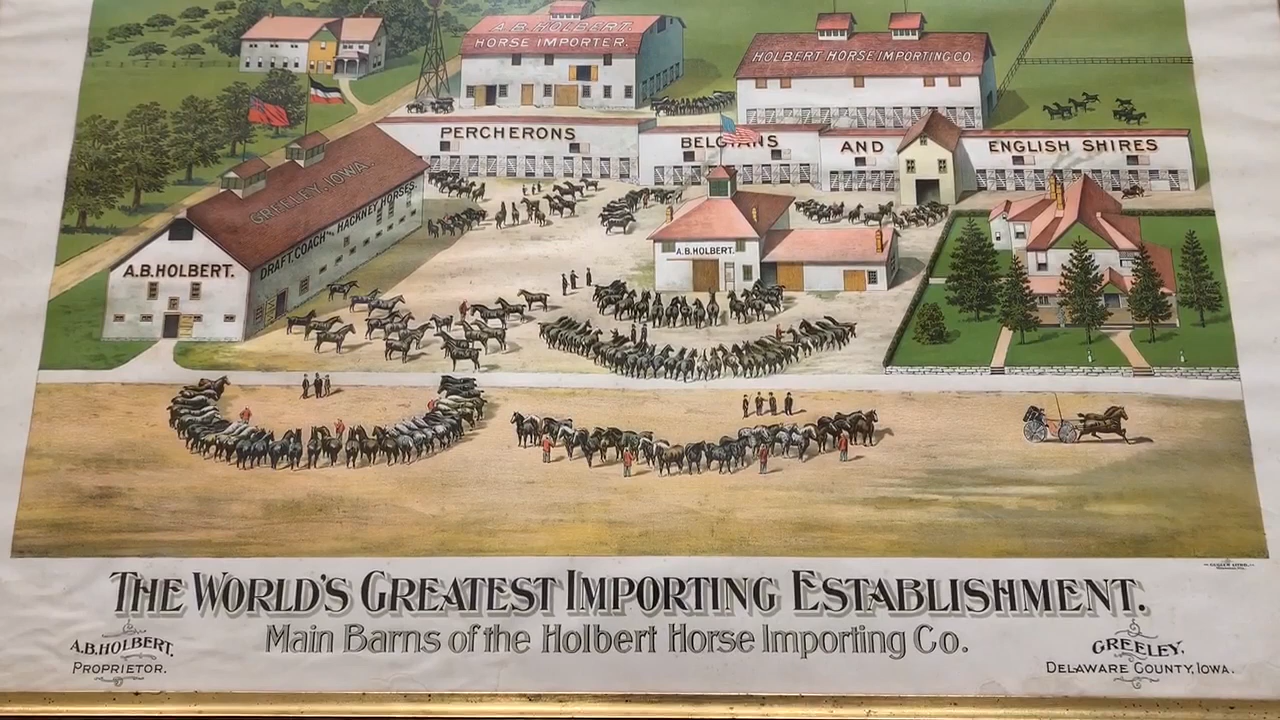 A.B. HOLBERT.
HORSE IMPORTER.
HOLBERT HORSE IMPORTING CO.
PERCHERONS BELGIANS AND ENGLISH SHIRES
GREELEY, IOWA.
DRAFT, COACH AND HACKNEY HORSES.
A.B.HOLBERT.
A.B. HOLBERT.
THE WORLD'S GREATEST IMPORTING ESTABLISHMENT.
Main Barns of the Holbert Horse Importing Co.
A.B. HOLBERT,
PROPRIETOR.
GREELEY,
DELAWARE COUNTY, IOWA.